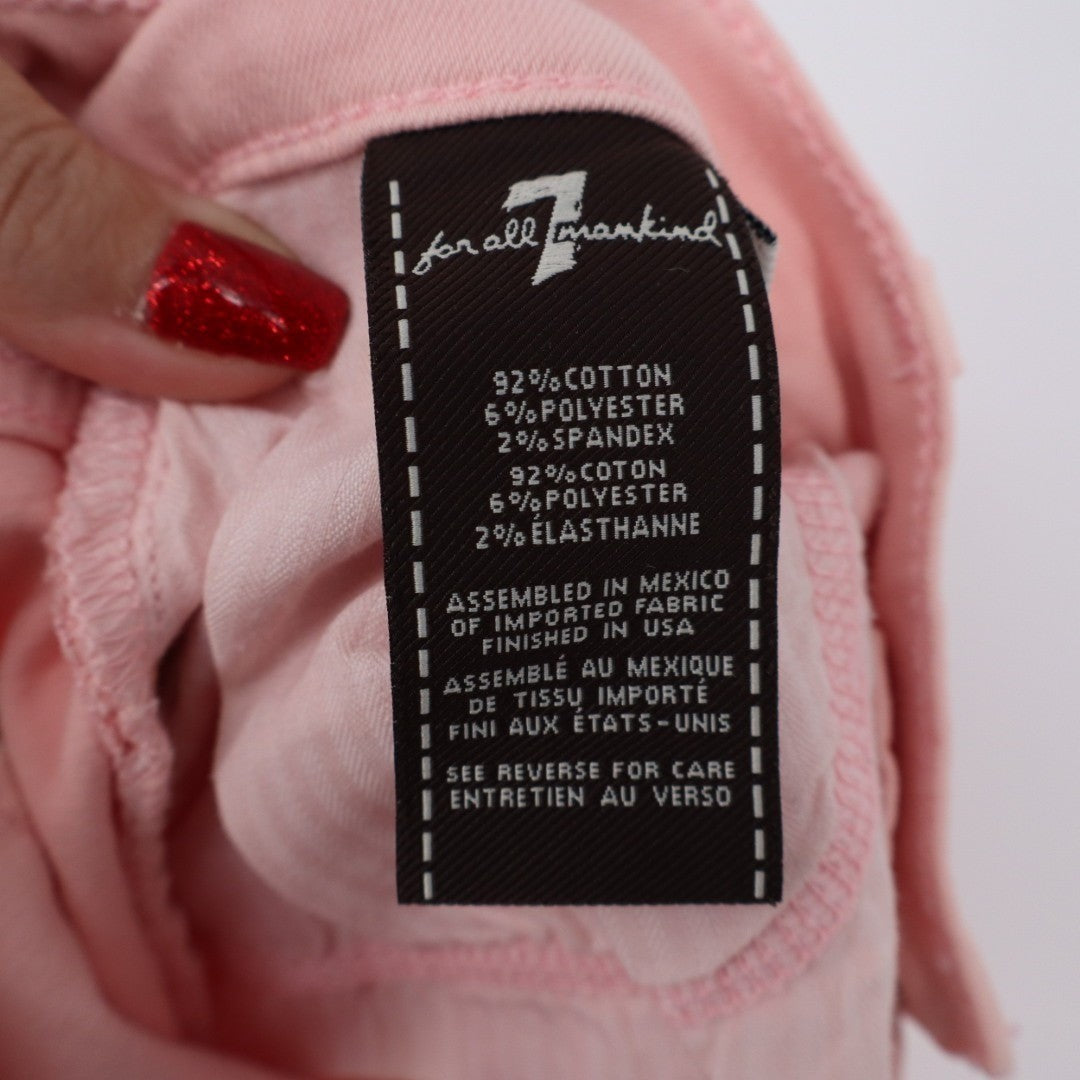 for all 7 mankind
92% COTTON
6% POLYESTER
2% SPANDEX
92% COTON
6% POLYESTER
2% ÉLASTHANNE
ASSEMBLED IN MEXICO
OF IMPORTED FABRIC
FINISHED IN USA
ASSEMBLÉ AU MEXIQUE
DE TISSU IMPORTÉ
FINI AUX ÉTATS-UNIS
SEE REVERSE FOR CARE
ENTRETIEN AU VERSO